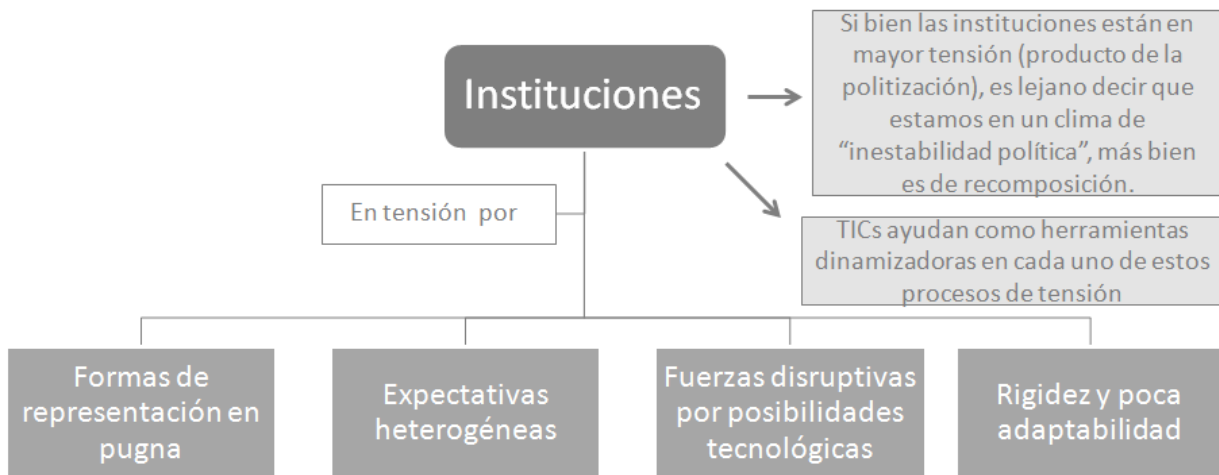 Instituciones
Si bien las instituciones están en
mayor tensión (producto de la
politización), es lejano decir que
estamos en un clima de
“inestabilidad política”, más bien
es de recomposición.
En tensión por
TICs ayudan como herramientas
dinamizadoras en cada uno de estos
procesos de tensión
Formas de
representación en
pugna
Expectativas
heterogéneas
Fuerzas disruptivas
por posibilidades
tecnológicas
Rigidez y poca
adaptabilidad